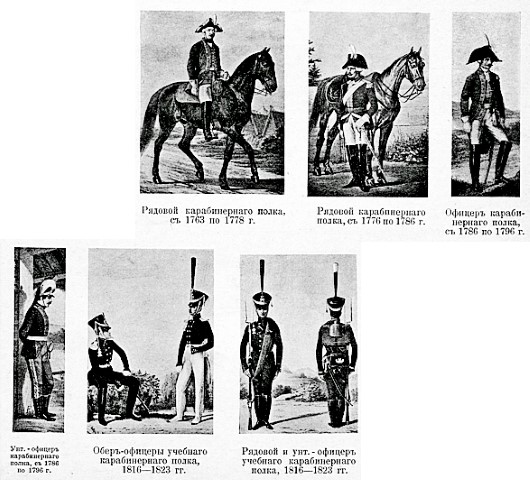 Рядовой карабинернаго полка,
съ 1763 по 1778 г.
Рядовой карабинернаго
полка, съ 1776 по 1786 г.
Офицеръ караби-
нернаго полка,
съ 1786 по 1796 г.
Унт.-офицеръ
карабинернаго
полка, съ 1786
по 1796 г.
Оберъ-офицеры учебнаго
карабинернаго полка,
1816—1823 гг.
Рядовой и унт.-офицеръ
учебнаго карабинернаго
полка, 1816—1823 гг.